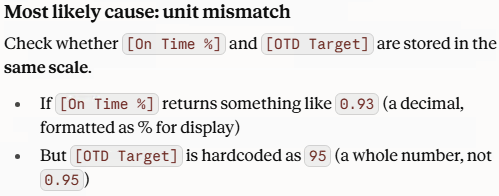 Most likely cause: unit mismatch
Check whether [On Time %] and [OTD Target] are stored in the
same scale.
• If [On Time %] returns something like 0.93 (a decimal,
formatted as % for display)
• But [OTD Target] is hardcoded as 95 (a whole number, not
0.95)